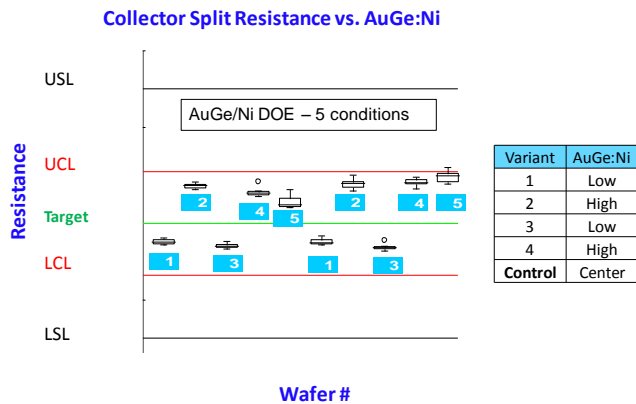 Collector Split Resistance vs. AuGe:Ni
USL
AuGe/Ni DOE – 5 conditions
UCL
Resistance
Target
LCL
LSL
2
4
5
2
4
5
1
3
1
3
Wafer #
Variant AuGe:Ni
1 Low
2 High
3 Low
4 High
Control Center